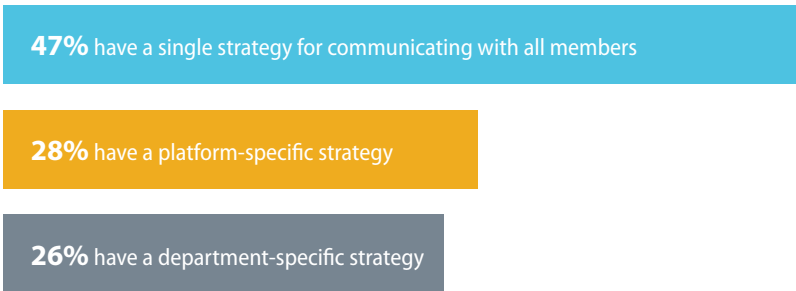 47% have a single strategy for communicating with all members
28% have a platform-specific strategy
26% have a department-specific strategy